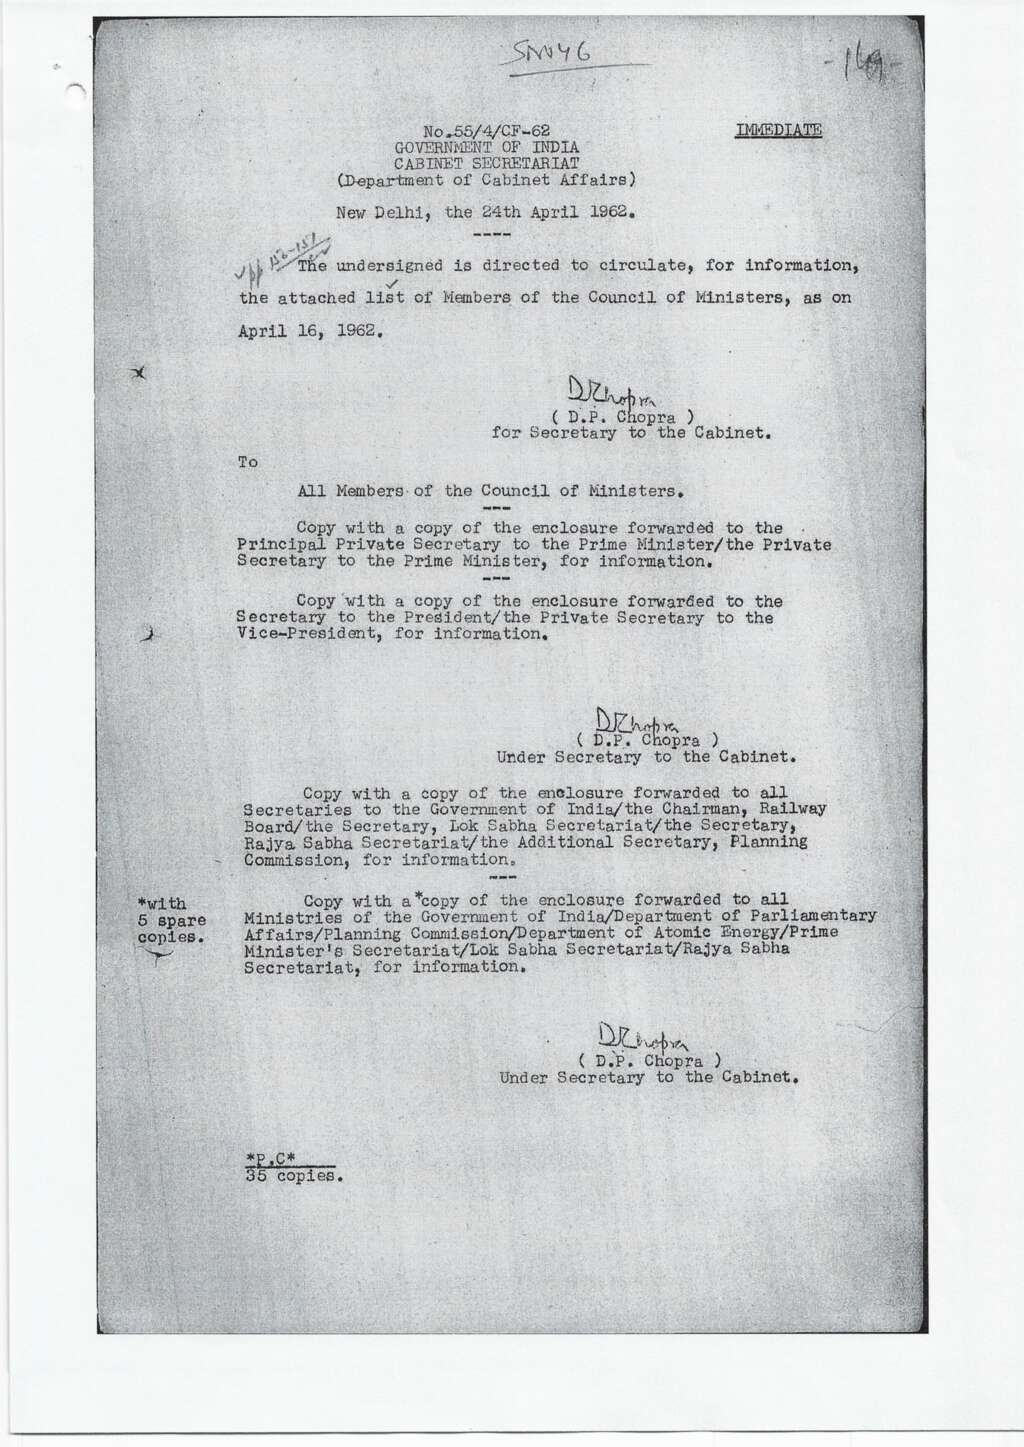 No.55/4/CF-62
IMMEDIATE
GOVERNMENT OF INDIA
CABINET SECRETARIAT
(Department of Cabinet Affairs)
New Delhi, the 24th April 1962.
----
The undersigned is directed to circulate, for information,
the attached list of Members of the Council of Ministers, as on
April 16, 1962.
DPChopra
( D.P. Chopra )
for Secretary to the Cabinet.
To
All Members of the Council of Ministers.
---
Copy with a copy of the enclosure forwarded to the
Principal Private Secretary to the Prime Minister/the Private
Secretary to the Prime Minister, for information.
---
Copy with a copy of the enclosure forwarded to the
Secretary to the President/the Private Secretary to the
Vice-President, for information.
DPChopra
( D.P. Chopra )
Under Secretary to the Cabinet.
Copy with a copy of the enclosure forwarded to all
Secretaries to the Government of India/the Chairman, Railway
Board/the Secretary, Lok Sabha Secretariat/the Secretary,
Rajya Sabha Secretariat/the Additional Secretary, Planning
Commission, for information.
---
*with
5 spare
copies.
Copy with a *copy of the enclosure forwarded to all
Ministries of the Government of India/Department of Parliamentary
Affairs/Planning Commission/Department of Atomic Energy/Prime
Minister's Secretariat/Lok Sabha Secretariat/Rajya Sabha
Secretariat, for information.
DPChopra
( D.P. Chopra )
Under Secretary to the Cabinet.
*P.C*
35 copies.